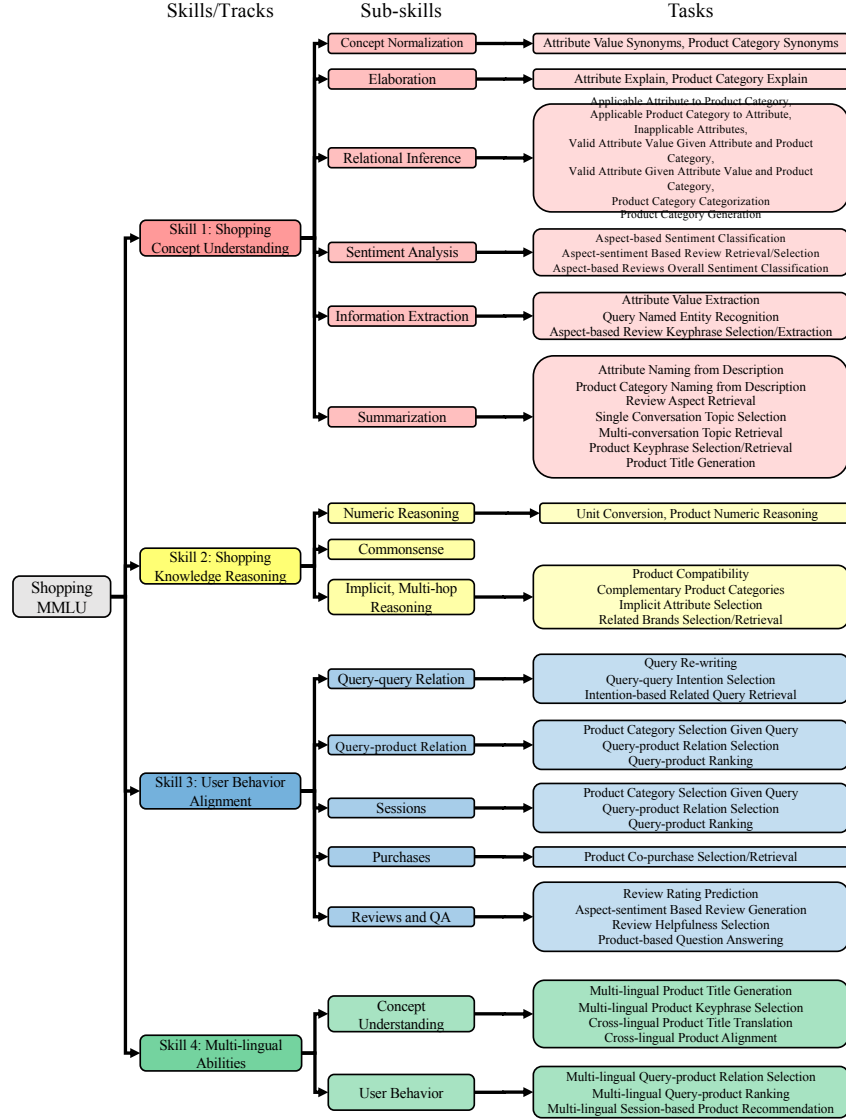 Skills/Tracks
Sub-skills
Tasks
Shopping
MMLU
Skill 1: Shopping
Concept Understanding
Concept Normalization
Attribute Value Synonyms, Product Category Synonyms
Elaboration
Attribute Explain, Product Category Explain
Relational Inference
Applicable Attribute to Product Category,
Applicable Product Category to Attribute,
Inapplicable Attributes,
Valid Attribute Value Given Attribute and Product
Category,
Valid Attribute Given Attribute Value and Product
Category,
Product Category Categorization
Product Category Generation
Sentiment Analysis
Aspect-based Sentiment Classification
Aspect-sentiment Based Review Retrieval/Selection
Aspect-based Reviews Overall Sentiment Classification
Information Extraction
Attribute Value Extraction
Query Named Entity Recognition
Aspect-based Review Keyphrase Selection/Extraction
Summarization
Attribute Naming from Description
Product Category Naming from Description
Review Aspect Retrieval
Single Conversation Topic Selection
Multi-conversation Topic Retrieval
Product Keyphrase Selection/Retrieval
Product Title Generation
Skill 2: Shopping
Knowledge Reasoning
Numeric Reasoning
Unit Conversion, Product Numeric Reasoning
Commonsense
Implicit, Multi-hop
Reasoning
Product Compatibility
Complementary Product Categories
Implicit Attribute Selection
Related Brands Selection/Retrieval
Skill 3: User Behavior
Alignment
Query-query Relation
Query Re-writing
Query-query Intention Selection
Intention-based Related Query Retrieval
Query-product Relation
Product Category Selection Given Query
Query-product Relation Selection
Query-product Ranking
Sessions
Product Category Selection Given Query
Query-product Relation Selection
Query-product Ranking
Purchases
Product Co-purchase Selection/Retrieval
Reviews and QA
Review Rating Prediction
Aspect-sentiment Based Review Generation
Review Helpfulness Selection
Product-based Question Answering
Skill 4: Multi-lingual
Abilities
Concept
Understanding
Multi-lingual Product Title Generation
Multi-lingual Product Keyphrase Selection
Cross-lingual Product Title Translation
Cross-lingual Product Alignment
User Behavior
Multi-lingual Query-product Relation Selection
Multi-lingual Query-product Ranking
Multi-lingual Session-based Product Recommendation